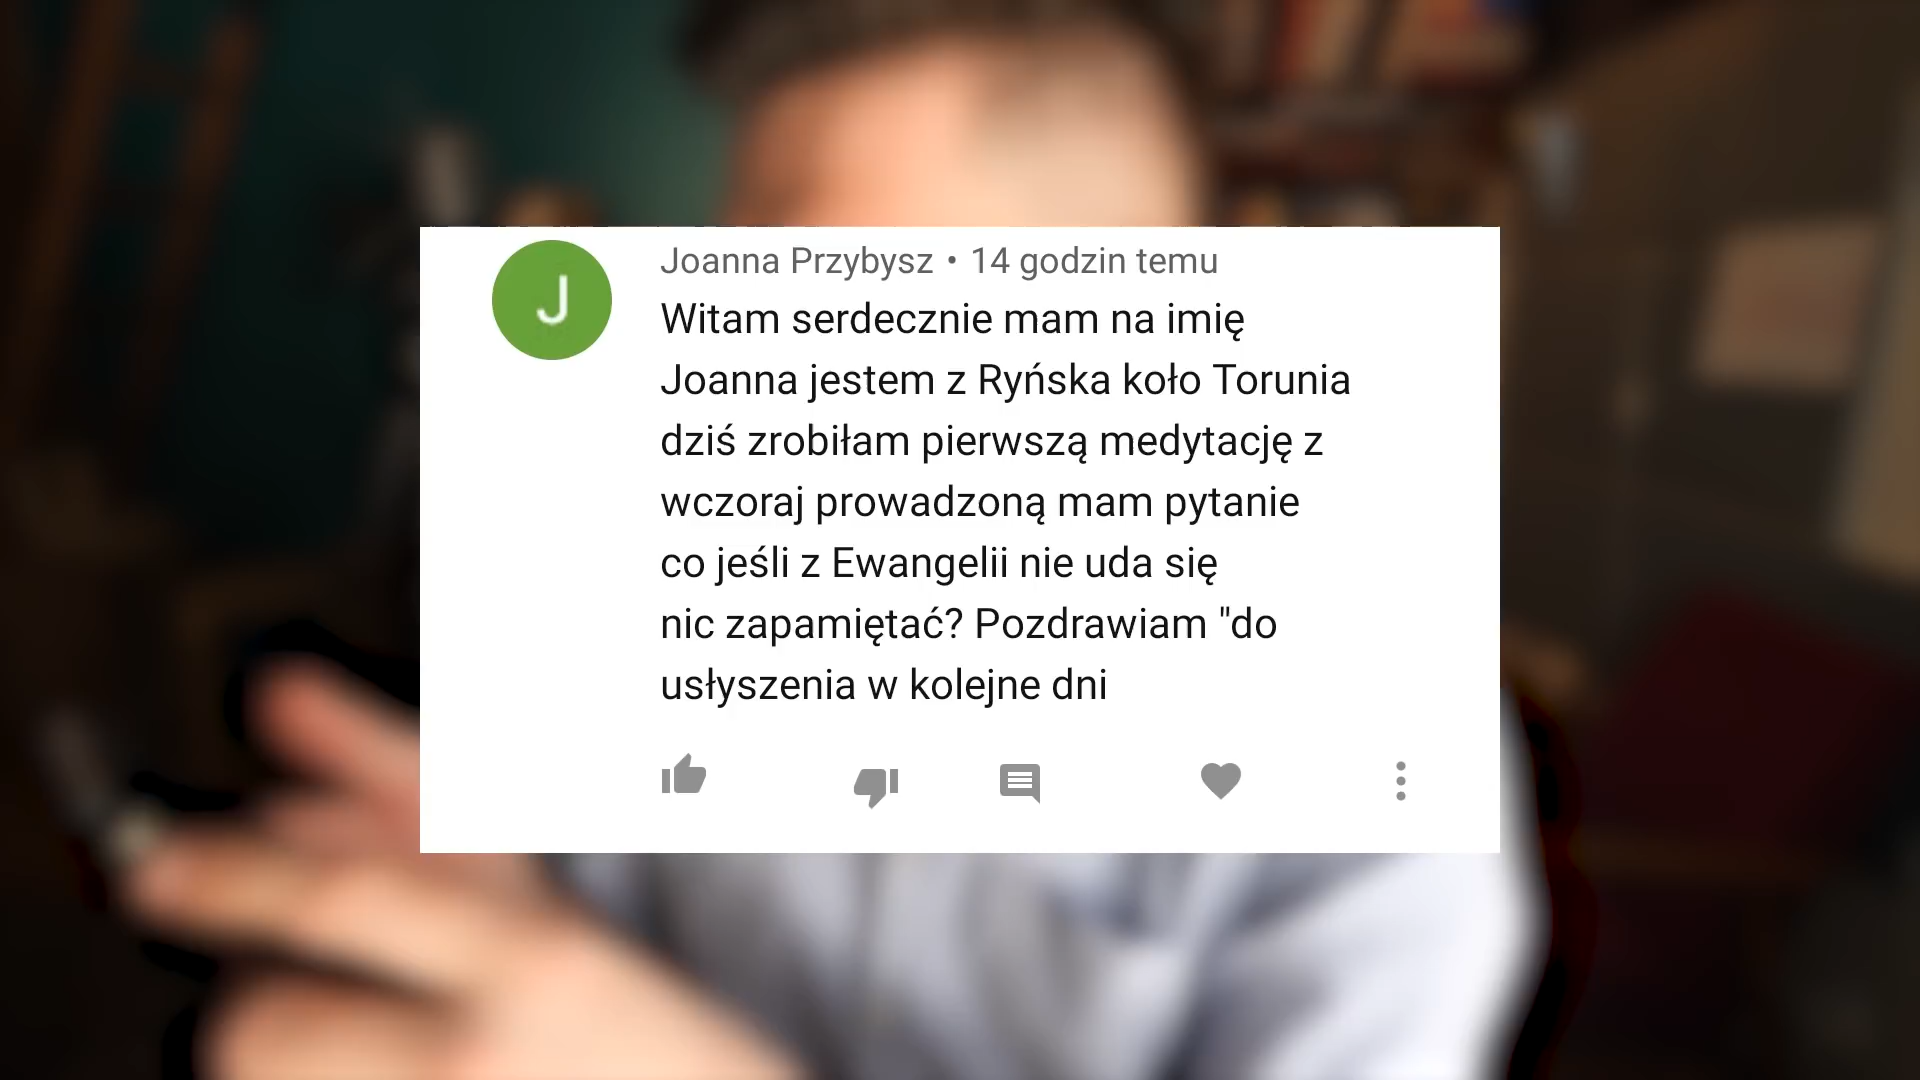 J
Joanna Przybysz • 14 godzin temu
Witam serdecznie mam na imię
Joanna jestem z Ryńska koło Torunia
dziś zrobiłam pierwszą medytację z
wczoraj prowadzoną mam pytanie
co jeśli z Ewangelii nie uda się
nic zapamiętać? Pozdrawiam "do
usłyszenia w kolejne dni